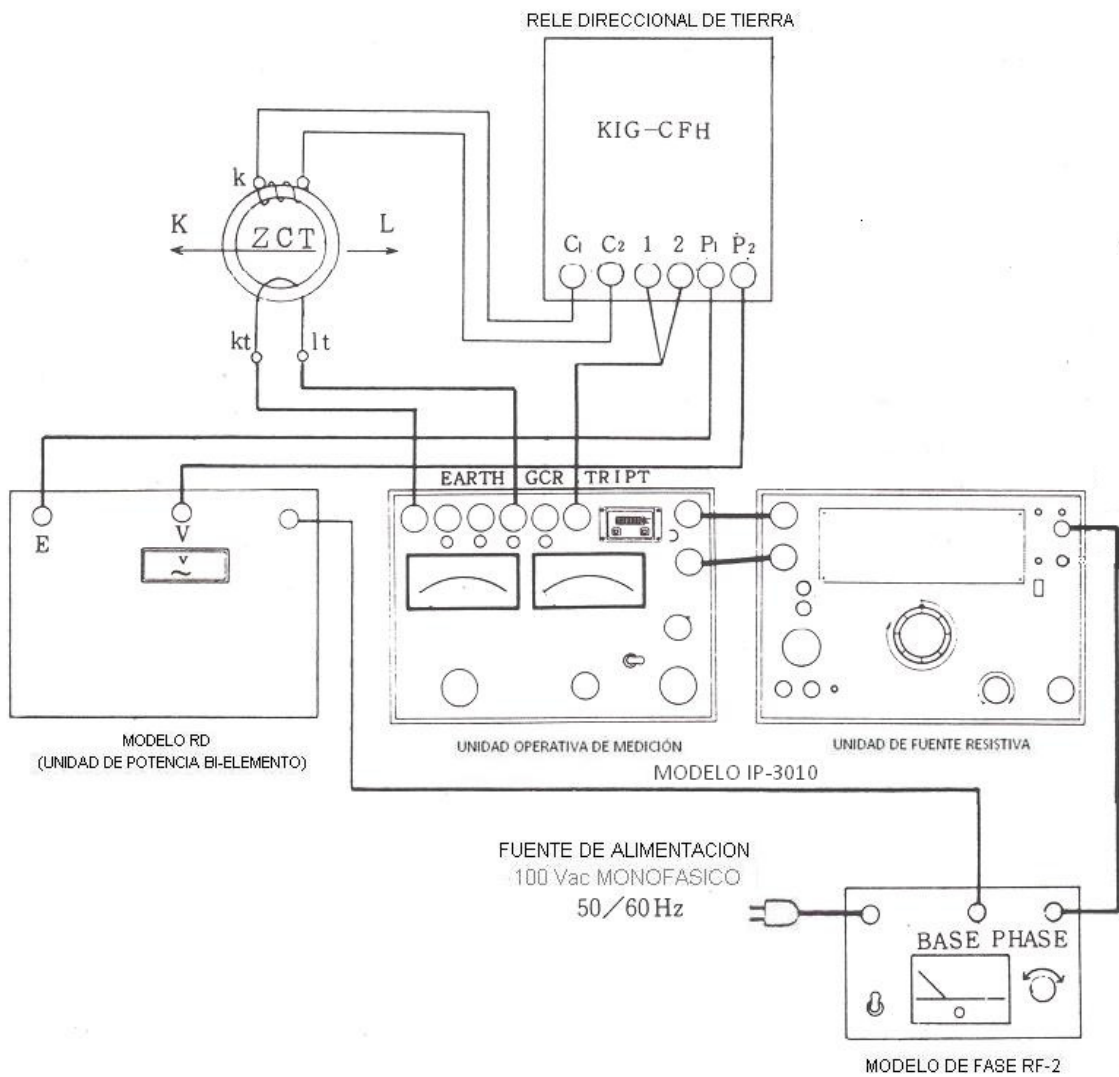 RELE DIRECCIONAL DE TIERRA
KIG-CFH
k
K
ZCT
L
C1 C2 1 2 P1 P2
kt
lt
EARTH GCR TRIPT
E
V
V
~
MODELO RD
(UNIDAD DE POTENCIA BI-ELEMENTO)
UNIDAD OPERATIVA DE MEDICIÓN
UNIDAD DE FUENTE RESISTIVA
MODELO IP-3010
FUENTE DE ALIMENTACION
100 Vac MONOFASICO
50/60 Hz
BASE PHASE
0
MODELO DE FASE RF-2